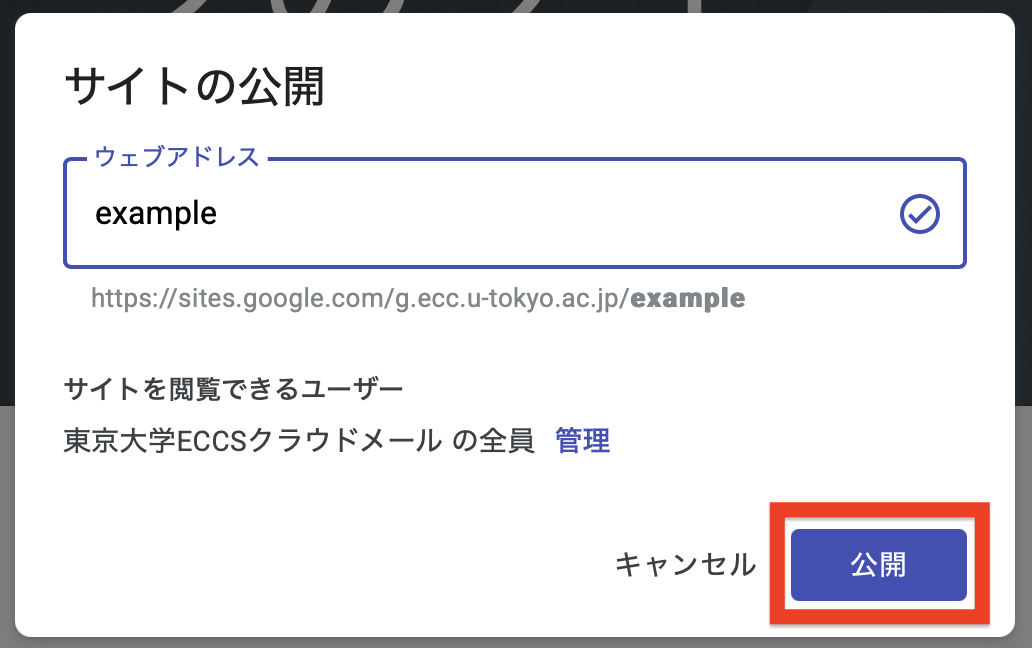 サイトの公開
ウェブアドレス
example
https://sites.google.com/g.ecc.u-tokyo.ac.jp/example
サイトを閲覧できるユーザー
東京大学ECCSクラウドメール の全員 管理
キャンセル 公開